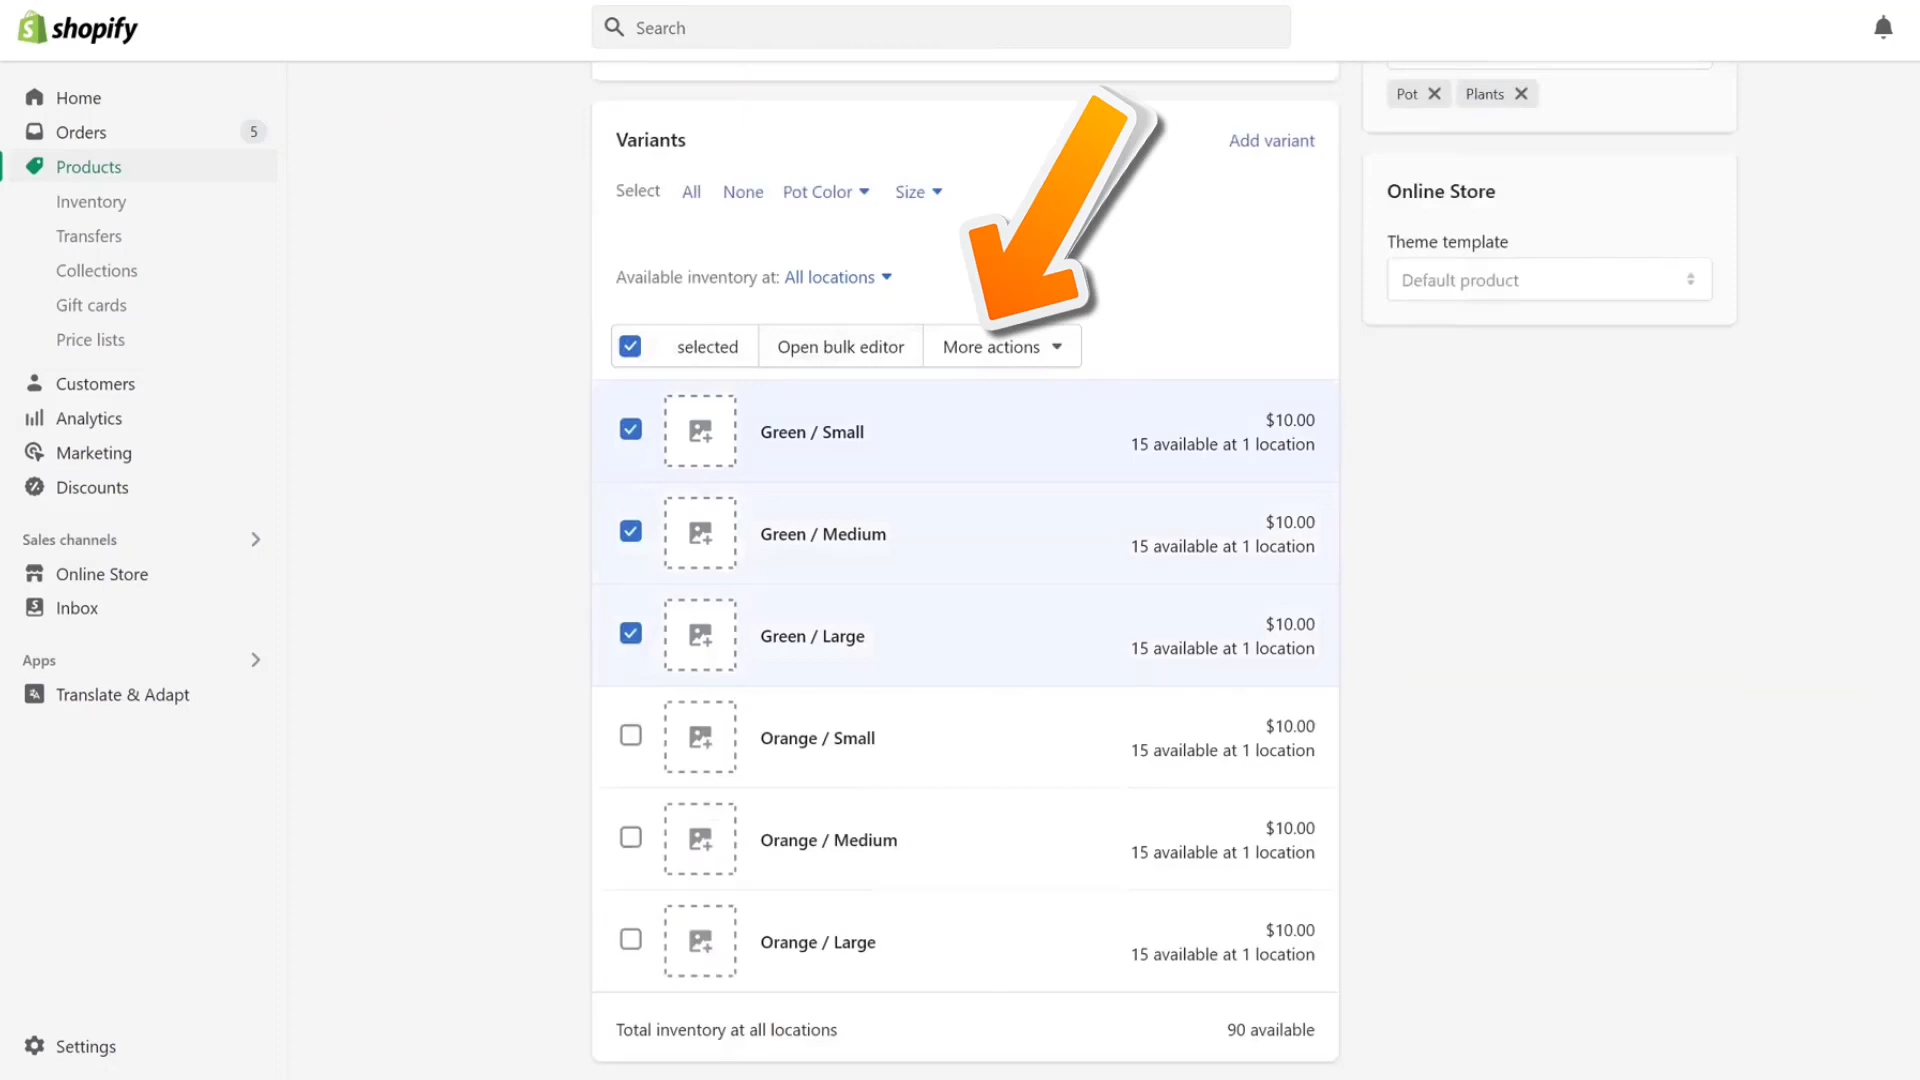 shopify
Search
Home
Orders 5
Products
Inventory
Transfers
Collections
Gift cards
Price lists
Customers
Analytics
Marketing
Discounts
Sales channels
Online Store
Inbox
Apps
Translate & Adapt
Settings
Variants Add variant
Select All None Pot Color Size
Available inventory at: All locations
selected Open bulk editor More actions
Green / Small $10.00
15 available at 1 location
Green / Medium $10.00
15 available at 1 location
Green / Large $10.00
15 available at 1 location
Orange / Small $10.00
15 available at 1 location
Orange / Medium $10.00
15 available at 1 location
Orange / Large $10.00
15 available at 1 location
Total inventory at all locations 90 available
Pot Plants
Online Store
Theme template
Default product